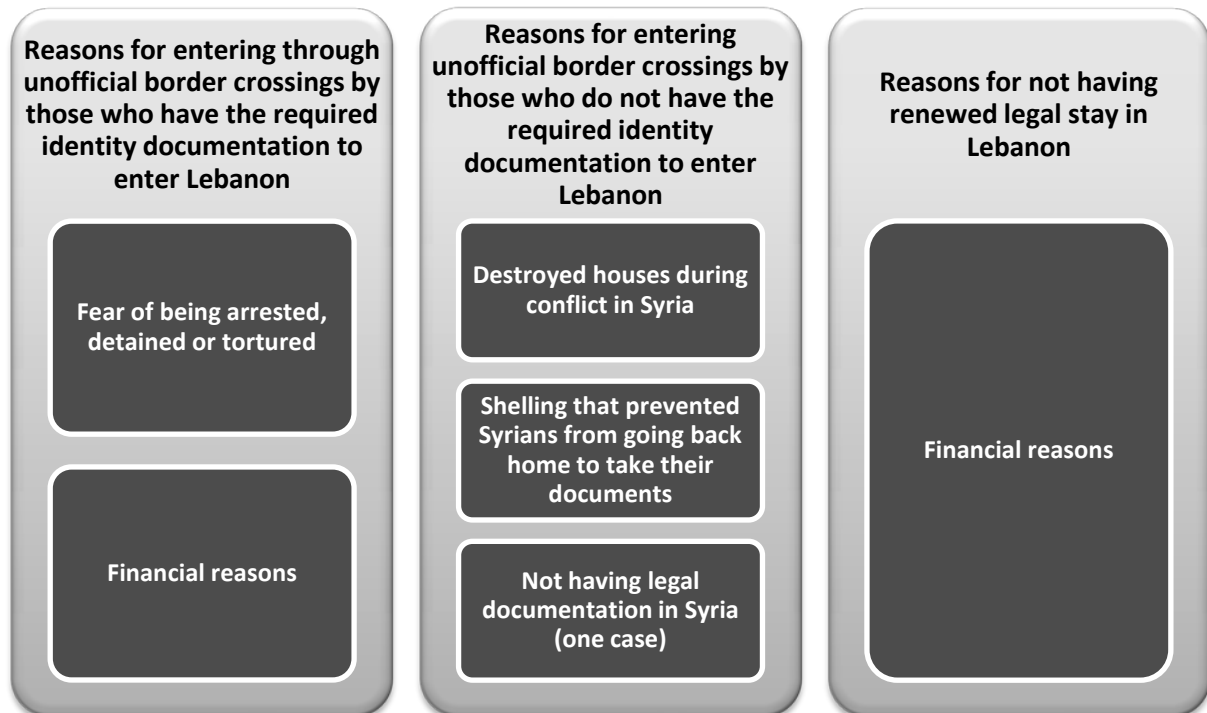 Reasons for entering through
unofficial border crossings by
those who have the required
identity documentation to
enter Lebanon
Fear of being arrested,
detained or tortured
Financial reasons
Reasons for entering
unofficial border crossings by
those who do not have the
required identity
documentation to enter
Lebanon
Destroyed houses during
conflict in Syria
Shelling that prevented
Syrians from going back
home to take their
documents
Not having legal
documentation in Syria
(one case)
Reasons for not having
renewed legal stay in
Lebanon
Financial reasons